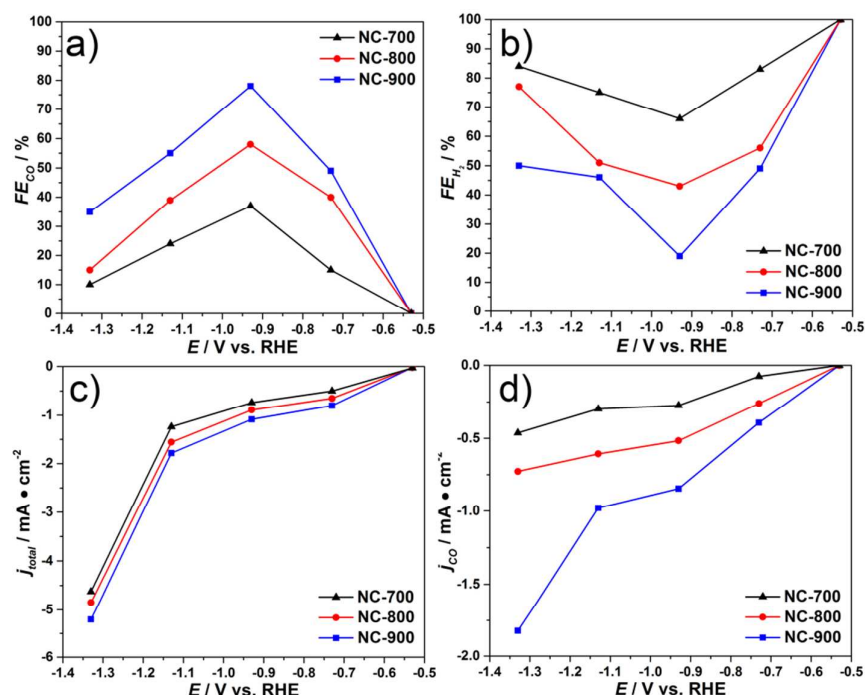 a)
NC-700
NC-800
NC-900
FE_CO / %
100
90
80
70
60
50
40
30
20
10
0
-1.4 -1.3 -1.2 -1.1 -1.0 -0.9 -0.8 -0.7 -0.6 -0.5
E / V vs. RHE
b)
NC-700
NC-800
NC-900
FE_H₂ / %
100
90
80
70
60
50
40
30
20
10
0
-1.4 -1.3 -1.2 -1.1 -1.0 -0.9 -0.8 -0.7 -0.6 -0.5
E / V vs. RHE
c)
NC-700
NC-800
NC-900
j_total / mA • cm⁻²
0
-1
-2
-3
-4
-5
-6
-1.4 -1.3 -1.2 -1.1 -1.0 -0.9 -0.8 -0.7 -0.6 -0.5
E / V vs. RHE
d)
NC-700
NC-800
NC-900
j_CO / mA • cm⁻²
0.0
-0.5
-1.0
-1.5
-2.0
-1.4 -1.3 -1.2 -1.1 -1.0 -0.9 -0.8 -0.7 -0.6 -0.5
E / V vs. RHE